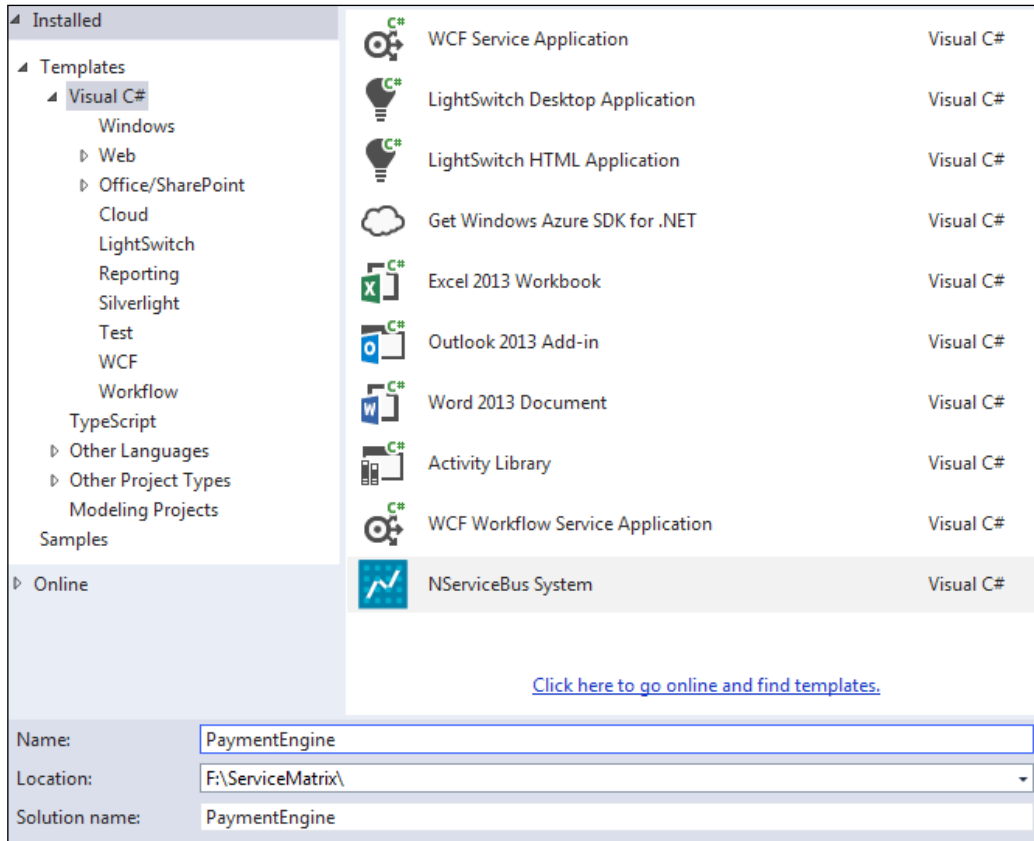 Installed
Templates
Visual C#
Windows
Web
Office/SharePoint
Cloud
LightSwitch
Reporting
Silverlight
Test
WCF
Workflow
TypeScript
Other Languages
Other Project Types
Modeling Projects
Samples
Online
C# WCF Service Application Visual C#
C# LightSwitch Desktop Application Visual C#
C# LightSwitch HTML Application Visual C#
Get Windows Azure SDK for .NET Visual C#
C# Excel 2013 Workbook Visual C#
C# Outlook 2013 Add-in Visual C#
C# Word 2013 Document Visual C#
C# Activity Library Visual C#
C# WCF Workflow Service Application Visual C#
NServiceBus System Visual C#
Click here to go online and find templates.
Name: PaymentEngine
Location: F:\ServiceMatrix\
Solution name: PaymentEngine